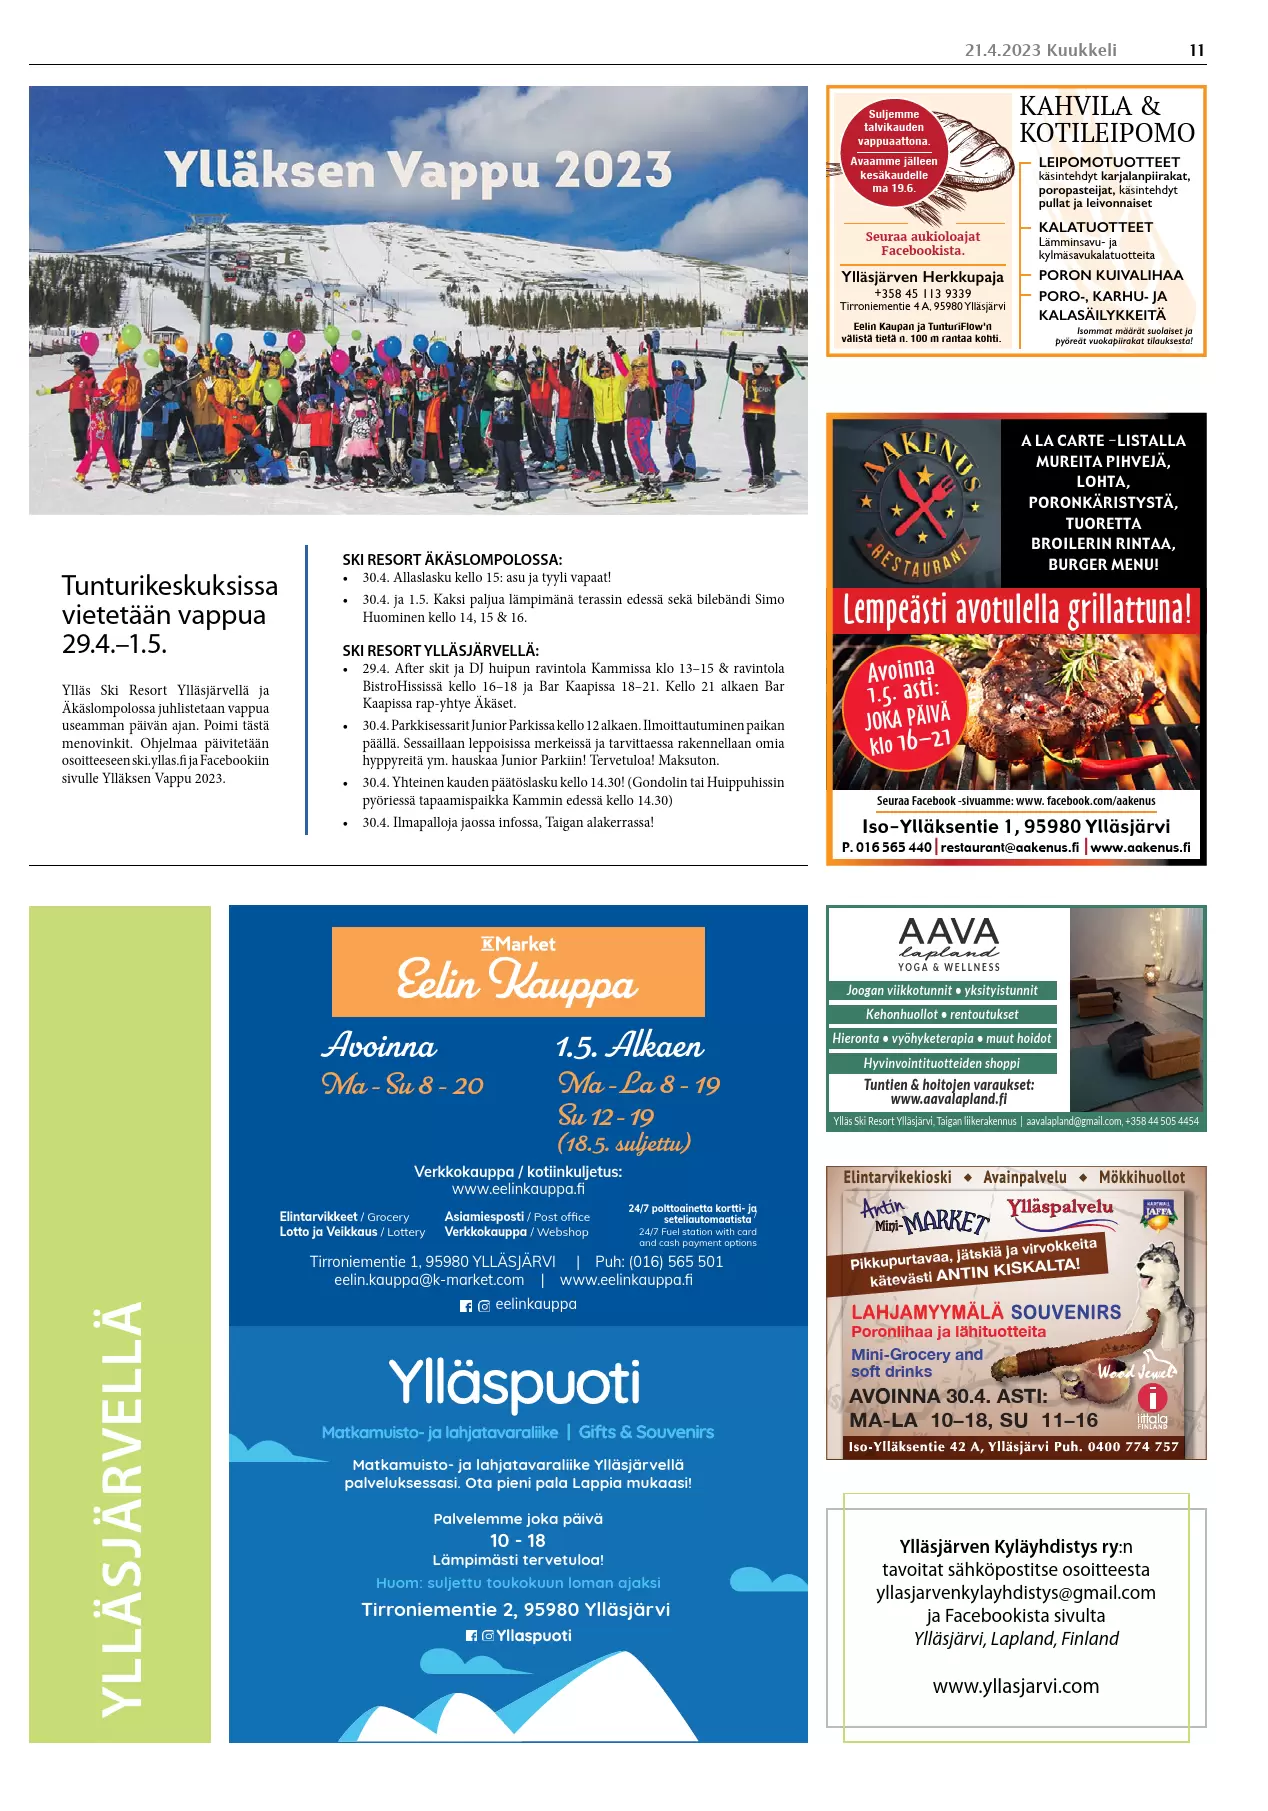 21.4.2023 Kuukkeli 11
Ylläksen Vappu 2023
Tunturikeskuksissa
vietetään vappua
29.4.–1.5.
Ylläs Ski Resort Ylläsjärvellä ja
Äkäslompolossa juhlistetaan vappua
useamman päivän ajan. Poimi tästä
menovinkit. Ohjelmaa päivitetään
osoitteeseen ski.yllas.fi ja Facebookiin
sivulle Ylläksen Vappu 2023.
SKI RESORT ÄKÄSLOMPOLOSSA:
• 30.4. Allaslasku kello 15: asu ja tyyli vapaat!
• 30.4. ja 1.5. Kaksi paljua lämpimänä terassin edessä sekä bilebändi Simo
Huominen kello 14, 15 & 16.
SKI RESORT YLLÄSJÄRVELLÄ:
• 29.4. After skit ja DJ huipun ravintola Kammissa klo 13–15 & ravintola
BistroHississä kello 16–18 ja Bar Kaapissa 18–21. Kello 21 alkaen Bar
Kaapissa rap-yhtye Äkäset.
• 30.4. Parkkisessarit Junior Parkissa kello 12 alkaen. Ilmoittautuminen paikan
päällä. Sessaillaan leppoisissa merkeissä ja tarvittaessa rakennellaan omia
hyppyreitä ym. hauskaa Junior Parkiin! Tervetuloa! Maksuton.
• 30.4. Yhteinen kauden päätöslasku kello 14.30! (Gondolin tai Huippuhissin
pyöriessä tapaamispaikka Kammin edessä kello 14.30)
• 30.4. Ilmapalloja jaossa infossa, Taigan alakerrassa!
Suljemme
talvikauden
vappuaattona.
Avaamme jälleen
kesäkaudelle
ma 19.6.
Seuraa aukioloajat
Facebookista.
Ylläsjärven Herkkupaja
+358 45 113 9339
Tirroniementie 4 A, 95980 Ylläsjärvi
Eelin Kaupan ja TunturiFlow'n
välistä tietä n. 100 m rantaa kohti.
KAHVILA &
KOTILEIPOMO
LEIPOMOTUOTTEET
käsintehdyt karjalanpiirakat,
poropasteijat, käsintehdyt
pullat ja leivonnaiset
KALATUOTTEET
Lämminsavu- ja
kylmäsavukalatuotteita
PORON KUIVALIHAA
PORO-, KARHU- JA
KALASÄILYKKEITÄ
Isommat määrät suolaiset ja
pyöreät vuokapiirakat tilauksesta!
AAKENUS
RESTAURANT
A LA CARTE -LISTALLA
MUREITA PIHVEJÄ,
LOHTA,
PORONKÄRISTYSTÄ,
TUORETTA
BROILERIN RINTAA,
BURGER MENU!
Lempeästi avotulella grillattuna!
Avoinna
1.5. asti:
JOKA PÄIVÄ
klo 16–21
Seuraa Facebook -sivuamme: www. facebook.com/aakenus
Iso-Ylläksentie 1, 95980 Ylläsjärvi
P. 016 565 440 | restaurant@aakenus.fi | www.aakenus.fi
YLLÄSJÄRVELLÄ
K Market
Eelin Kauppa
Avoinna
Ma - Su 8 - 20
1.5. Alkaen
Ma - La 8 - 19
Su 12 - 19
(18.5. suljettu)
Verkkokauppa / kotiinkuljetus:
www.eelinkauppa.fi
Elintarvikkeet / Grocery
Lotto ja Veikkaus / Lottery
Asiamiesposti / Post office
Verkkokauppa / Webshop
24/7 polttoainetta kortti- ja
seteliautomaatista /
24/7 Fuel station with card
and cash payment options
Tirroniementie 1, 95980 YLLÄSJÄRVI | Puh: (016) 565 501
eelin.kauppa@k-market.com | www.eelinkauppa.fi
eelinkauppa
Ylläspuoti
Matkamuisto- ja lahjatavaraliike | Gifts & Souvenirs
Matkamuisto- ja lahjatavaraliike Ylläsjärvellä
palveluksessasi. Ota pieni pala Lappia mukaasi!
Palvelemme joka päivä
10 - 18
Lämpimästi tervetuloa!
Huom: suljettu toukokuun loman ajaksi
Tirroniementie 2, 95980 Ylläsjärvi
Yllaspuoti
AAVA
lapland
YOGA & WELLNESS
Joogan viikkotunnit • yksityistunnit
Kehonhuollot • rentoutukset
Hieronta • vyöhyketerapia • muut hoidot
Hyvinvointituotteiden shoppi
Tuntien & hoitojen varaukset:
www.aavalapland.fi
Ylläs Ski Resort Ylläsjärvi, Taigan liikerakennus | aavalapland@gmail.com, +358 44 505 4454
Elintarvikekioski ◆ Avainpalvelu ◆ Mökkihuollot
Antin
Mini-MARKET
Ylläspalvelu
HARTWALL
JAFFA
Pikkupurtavaa, jätskiä ja virvokkeita
kätevästi ANTIN KISKALTA!
LAHJAMYYMÄLÄ SOUVENIRS
Poronlihaa ja lähituotteita
Mini-Grocery and
soft drinks
Wood Jewel
AVOINNA 30.4. ASTI:
MA-LA 10–18, SU 11–16
iittala
FINLAND
Iso-Ylläksentie 42 A, Ylläsjärvi Puh. 0400 774 757
Ylläsjärven Kyläyhdistys ry:n
tavoitat sähköpostitse osoitteesta
yllasjarvenkylayhdistys@gmail.com
ja Facebookista sivulta
Ylläsjärvi, Lapland, Finland
www.yllasjarvi.com